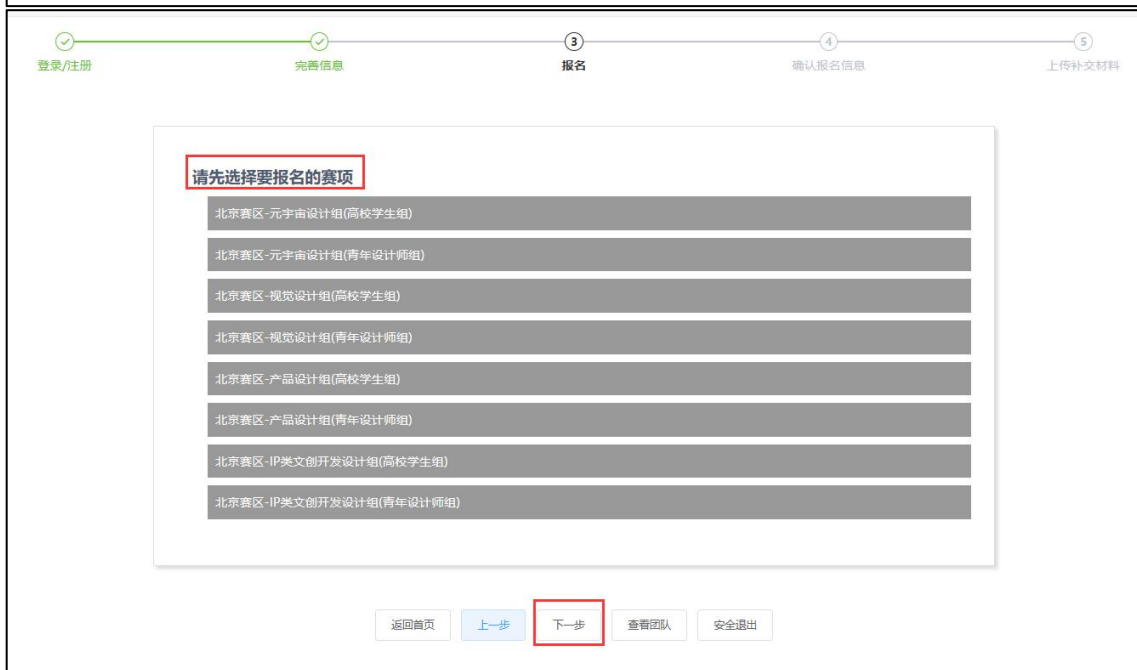 3
4
5
登录/注册
完善信息
报名
确认报名信息
上传补交材料
请先选择要报名的赛项
北京赛区-元宇宙设计组(高校学生组)
北京赛区-元宇宙设计组(青年设计师组)
北京赛区-视觉设计组(高校学生组)
北京赛区-视觉设计组(青年设计师组)
北京赛区-产品设计组(高校学生组)
北京赛区-产品设计组(青年设计师组)
北京赛区-IP类文创开发设计组(高校学生组)
北京赛区-IP类文创开发设计组(青年设计师组)
返回首页
上一步
下一步
查看团队
安全退出